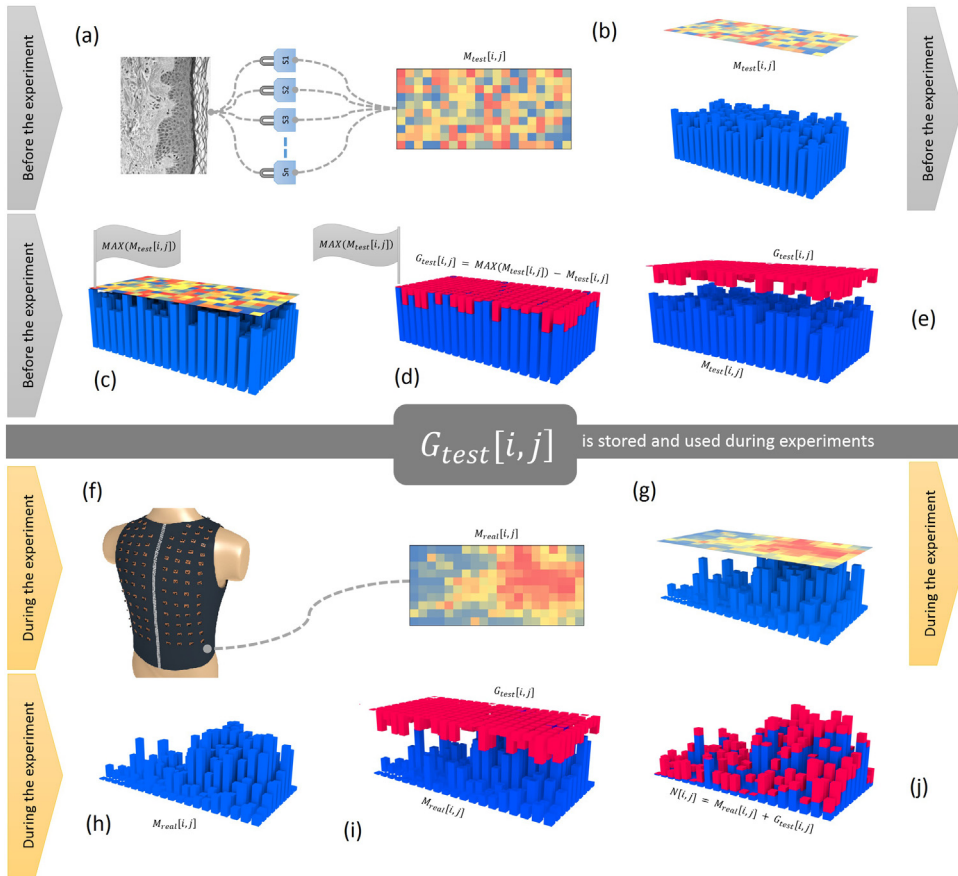 Before the experiment
(a)
S1
S2
S3
Sn
M_test[i,j]
(b)
M_test[i,j]
Before the experiment
Before the experiment
MAX(M_test[i,j])
(c)
MAX(M_test[i,j])
G_test[i,j] = MAX(M_test[i,j]) − M_test[i,j]
(d)
G_test[i,j]
M_test[i,j]
(e)
G_test[i,j]
is stored and used during experiments
During the experiment
(f)
M_real[i,j]
(g)
During the experiment
During the experiment
M_real[i,j]
(h)
G_test[i,j]
M_real[i,j]
(i)
N[i,j] = M_real[i,j] + G_test[i,j]
(j)